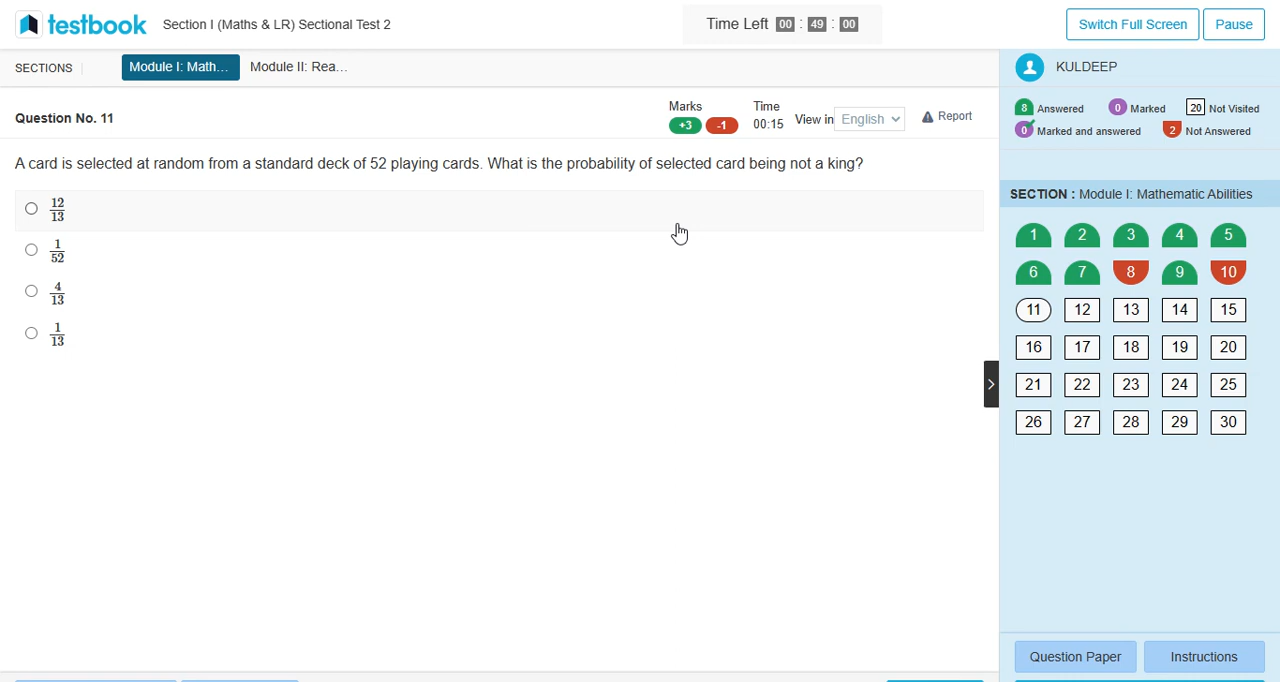 testbook Section I (Maths & LR) Sectional Test 2 Time Left 00 : 49 : 00 Switch Full Screen Pause
SECTIONS Module I: Math... Module II: Rea...
KULDEEP
8 Answered 0 Marked 20 Not Visited
0 Marked and answered 2 Not Answered
Question No. 11 Marks +3 -1 Time 00:15 View in English Report
A card is selected at random from a standard deck of 52 playing cards. What is the probability of selected card being not a king?
12/13
1/52
4/13
1/13
SECTION : Module I: Mathematic Abilities
1 2 3 4 5
6 7 8 9 10
11 12 13 14 15
16 17 18 19 20
21 22 23 24 25
26 27 28 29 30
Question Paper Instructions